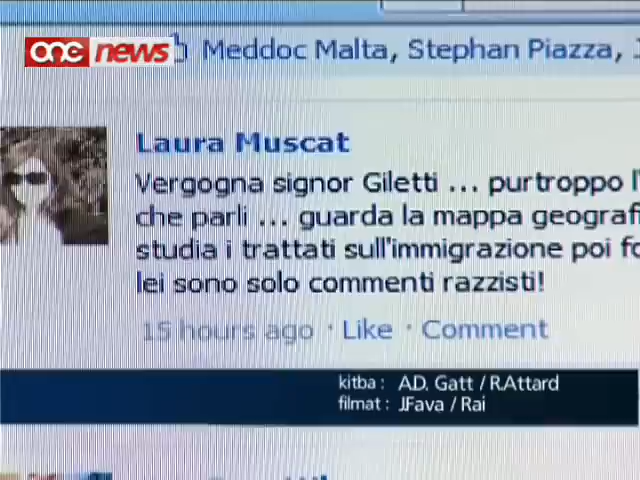 ONE news
Meddoc Malta, Stephan Piazza,
Laura Muscat
Vergogna signor Giletti ... purtroppo l'
che parli ... guarda la mappa geografi
studia i trattati sull'immigrazione poi fo
lei sono solo commenti razzisti!
15 hours ago · Like · Comment
kitba : AD. Gatt / R.Attard
filmat : J.Fava / Rai